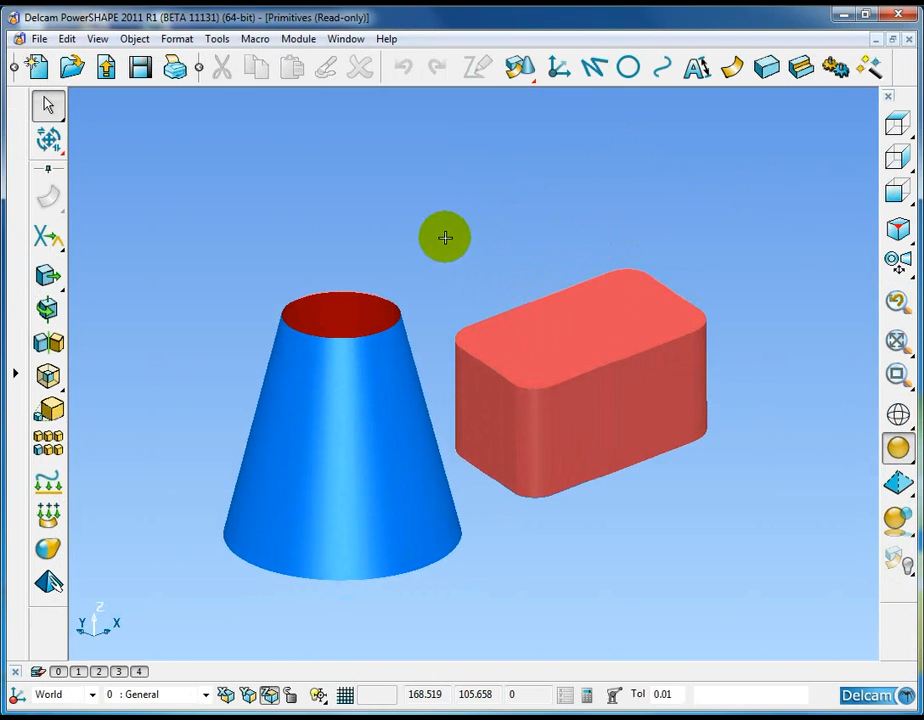 Delcam PowerSHAPE 2011 R1 (BETA 11131) (64-bit) - [Primitives (Read-only)]
File Edit View Object Format Tools Macro Module Window Help
Z
Y X
0 1 2 3 4
World 0 : General 168.519 105.658 0 Tol 0.01 Delcam